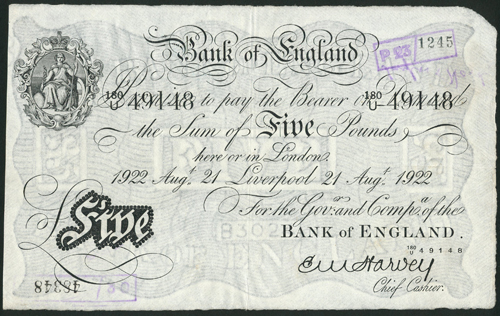 Bank of England
1245
I Promise to pay the Bearer on Demand
180/U 49148 180/U 49148
the Sum of Five Pounds
here or in London.
1922 Augt. 21 Liverpool 21 Augt. 1922
For the Govr. and Compa. of the
BANK OF ENGLAND.
180/U 49148
Five
E M Harvey
Chief Cashier.
48348